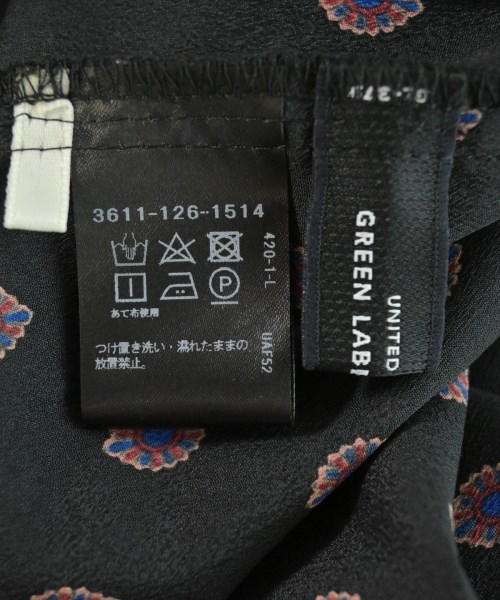 3611-126-1514
あて布使用
つけ置き洗い・濡れたままの
放置禁止。
420-1-L
UAF52
UNITED
GREEN LAB